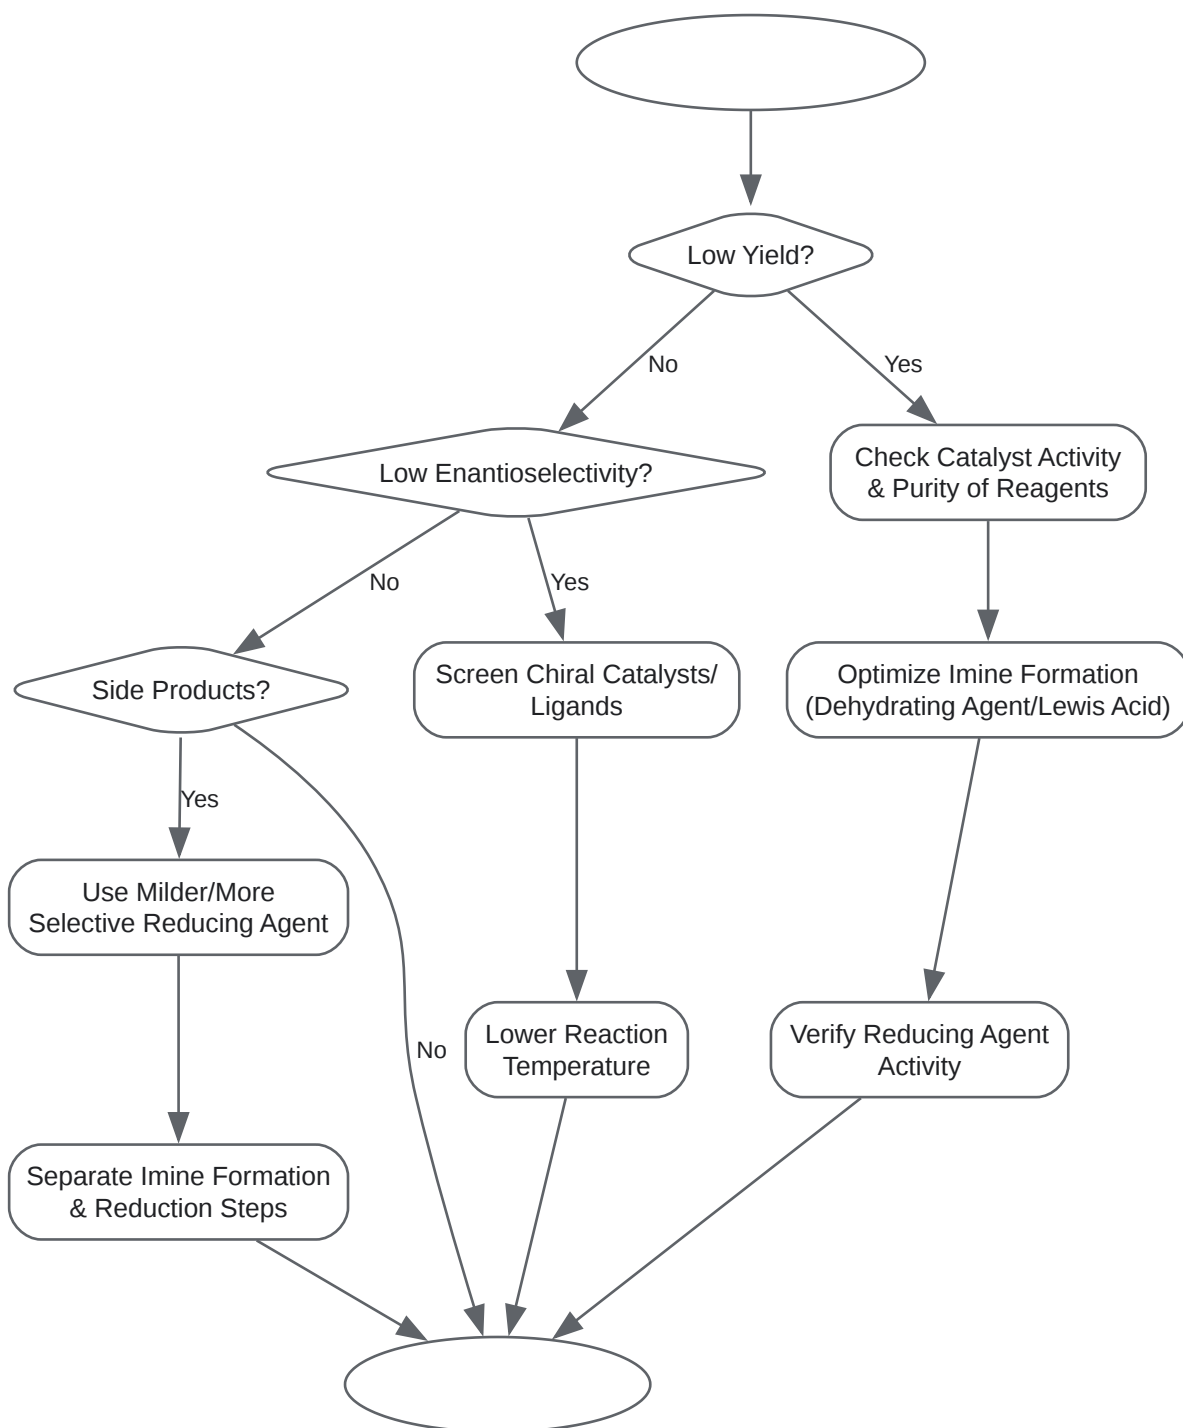 Low Yield?
No
Yes
Low Enantioselectivity?
Check Catalyst Activity
& Purity of Reagents
No
Yes
Side Products?
Screen Chiral Catalysts/
Ligands
Optimize Imine Formation
(Dehydrating Agent/Lewis Acid)
Yes
Use Milder/More
Selective Reducing Agent
No
Lower Reaction
Temperature
Verify Reducing Agent
Activity
Separate Imine Formation
& Reduction Steps